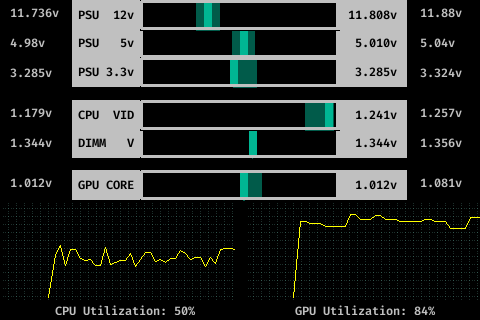 11.736v PSU 12v 11.808v 11.88v
4.98v PSU 5v 5.010v 5.04v
3.285v PSU 3.3v 3.285v 3.324v
1.179v CPU VID 1.241v 1.257v
1.344v DIMM V 1.344v 1.356v
1.012v GPU CORE 1.012v 1.081v
CPU Utilization: 50% GPU Utilization: 84%